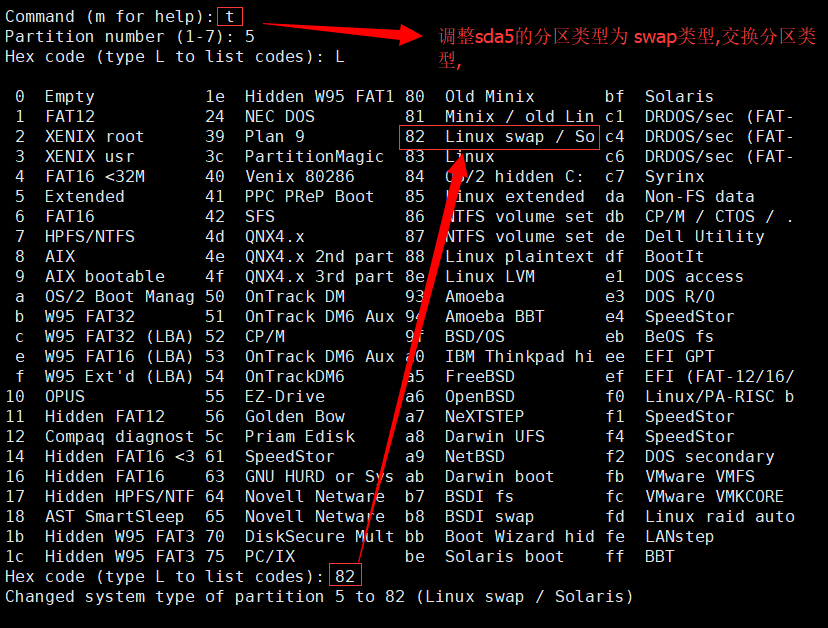 Command (m for help): t
Partition number (1-7): 5
调整sda5的分区类型为 swap类型,交换分区类
型,
Hex code (type L to list codes): L
0 Empty 1e Hidden W95 FAT1 80 Old Minix bf Solaris
1 FAT12 24 NEC DOS 81 Minix / old Lin c1 DRDOS/sec (FAT-
2 XENIX root 39 Plan 9 82 Linux swap / So c4 DRDOS/sec (FAT-
3 XENIX usr 3c PartitionMagic 83 Linux c6 DRDOS/sec (FAT-
4 FAT16 <32M 40 Venix 80286 84 OS/2 hidden C: c7 Syrinx
5 Extended 41 PPC PReP Boot 85 Linux extended da Non-FS data
6 FAT16 42 SFS 86 NTFS volume set db CP/M / CTOS / .
7 HPFS/NTFS 4d QNX4.x 87 NTFS volume set de Dell Utility
8 AIX 4e QNX4.x 2nd part 88 Linux plaintext df BootIt
9 AIX bootable 4f QNX4.x 3rd part 8e Linux LVM e1 DOS access
a OS/2 Boot Manag 50 OnTrack DM 93 Amoeba e3 DOS R/O
b W95 FAT32 51 OnTrack DM6 Aux 94 Amoeba BBT e4 SpeedStor
c W95 FAT32 (LBA) 52 CP/M 9f BSD/OS eb BeOS fs
e W95 FAT16 (LBA) 53 OnTrack DM6 Aux a0 IBM Thinkpad hi ee EFI GPT
f W95 Ext'd (LBA) 54 OnTrackDM6 a5 FreeBSD ef EFI (FAT-12/16/
10 OPUS 55 EZ-Drive a6 OpenBSD f0 Linux/PA-RISC b
11 Hidden FAT12 56 Golden Bow a7 NeXTSTEP f1 SpeedStor
12 Compaq diagnost 5c Priam Edisk a8 Darwin UFS f4 SpeedStor
14 Hidden FAT16 <3 61 SpeedStor a9 NetBSD f2 DOS secondary
16 Hidden FAT16 63 GNU HURD or Sys ab Darwin boot fb VMware VMFS
17 Hidden HPFS/NTF 64 Novell Netware b7 BSDI fs fc VMware VMKCORE
18 AST SmartSleep 65 Novell Netware b8 BSDI swap fd Linux raid auto
1b Hidden W95 FAT3 70 DiskSecure Mult bb Boot Wizard hid fe LANstep
1c Hidden W95 FAT3 75 PC/IX be Solaris boot ff BBT
Hex code (type L to list codes): 82
Changed system type of partition 5 to 82 (Linux swap / Solaris)